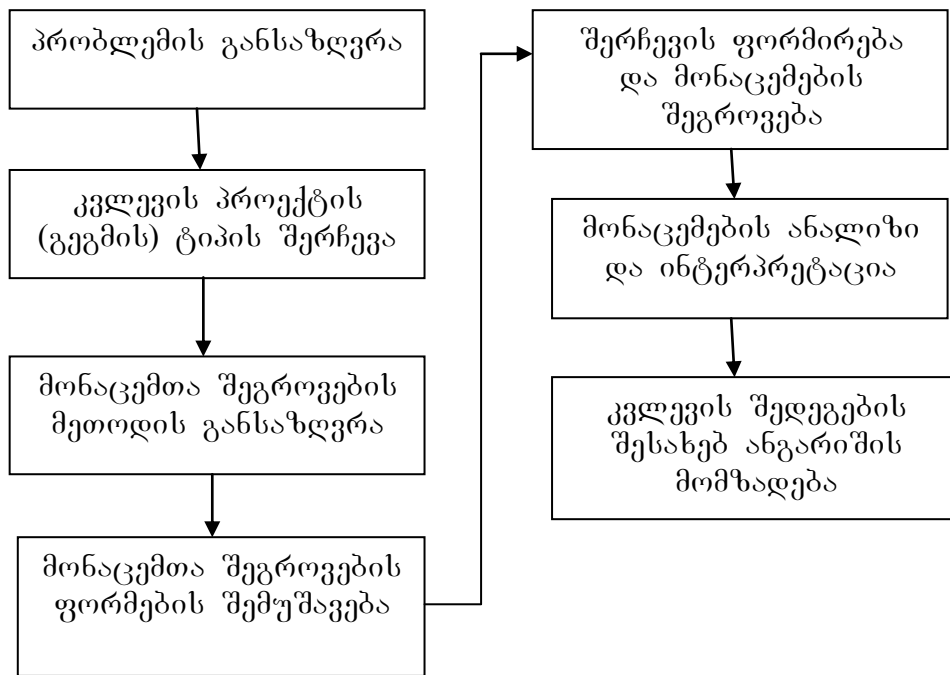 პრობლემის განსაზღვრა
კვლევის პროექტის
(გეგმის) ტიპის შერჩევა
მონაცემთა შეგროვების
მეთოდის განსაზღვრა
მონაცემთა შეგროვების
ფორმების შემუშავება
შერჩევის ფორმირება
და მონაცემების
შეგროვება
მონაცემების ანალიზი
და ინტერპრეტაცია
კვლევის შედეგების
შესახებ ანგარიშის
მომზადება